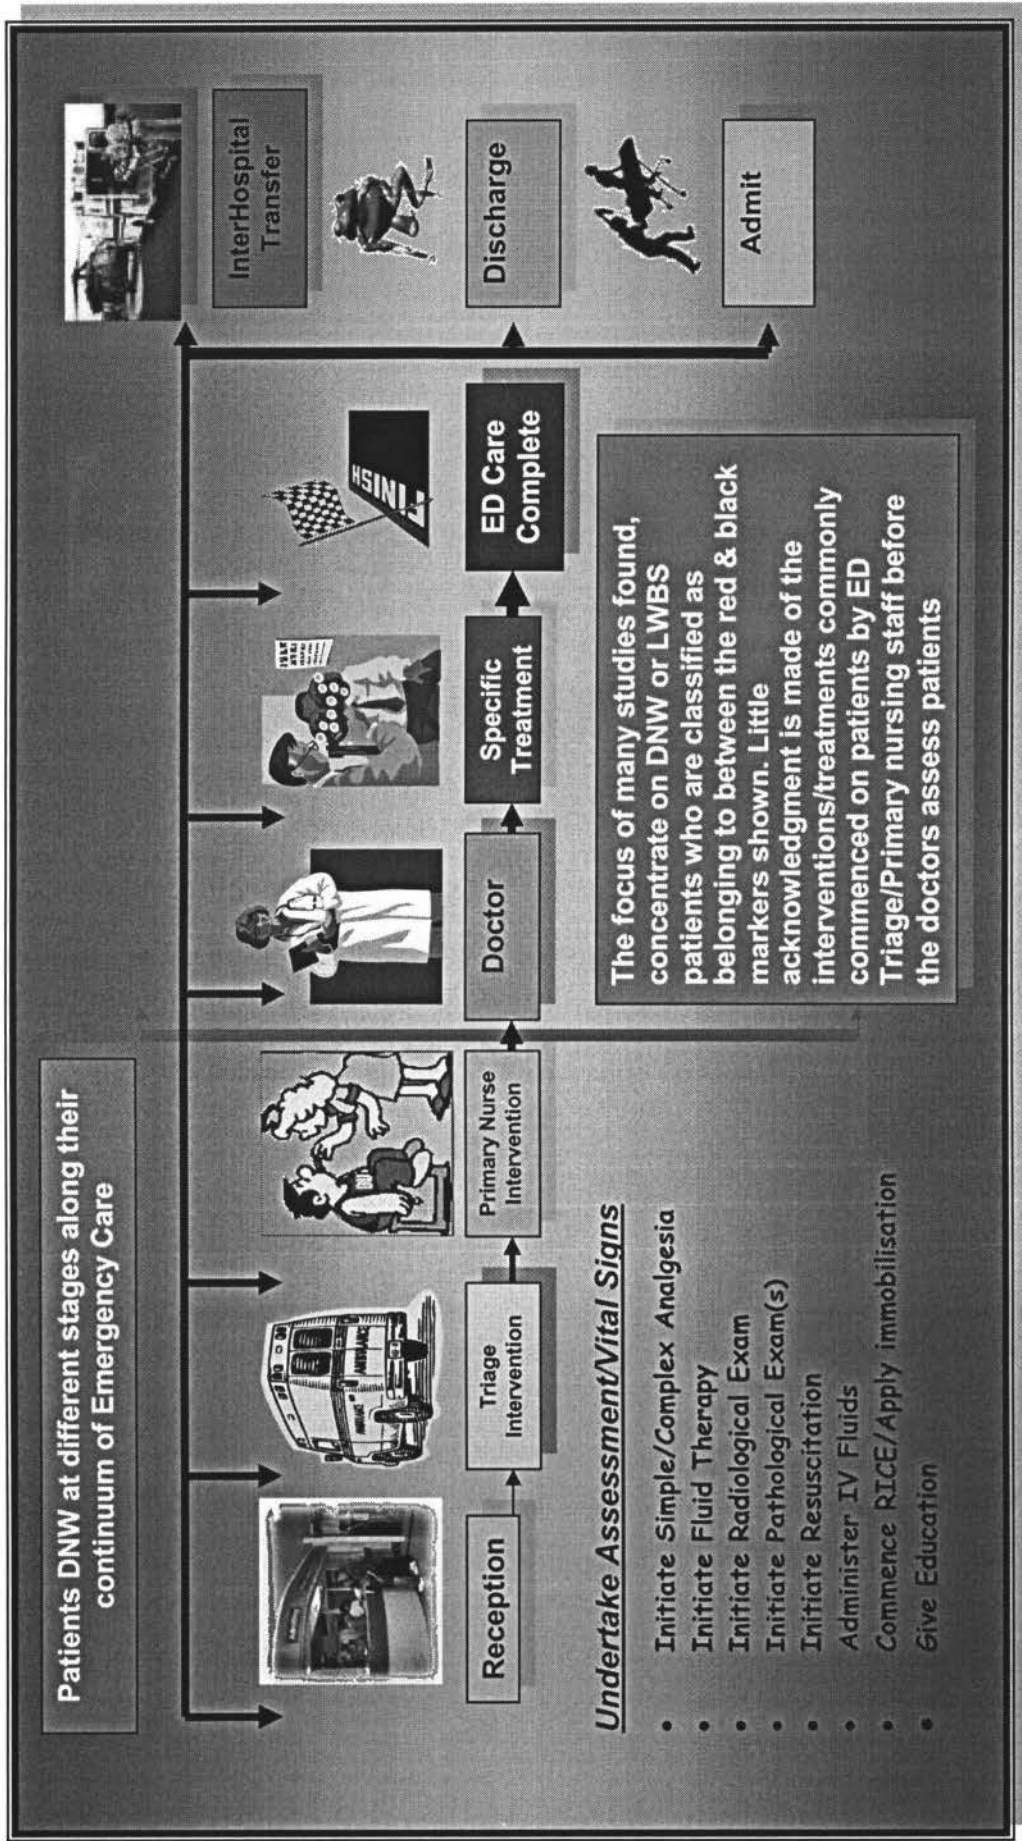 Patients DNW at different stages along their
continuum of Emergency Care
FINISH
AMBULANCE
Reception
Triage
Intervention
Primary Nurse
Intervention
Doctor
Specific
Treatment
ED Care
Complete
InterHospital
Transfer
Discharge
Admit
Undertake Assessment/Vital Signs
• Initiate Simple/Complex Analgesia
• Initiate Fluid Therapy
• Initiate Radiological Exam
• Initiate Pathological Exam(s)
• Initiate Resuscitation
• Administer IV Fluids
• Commence RICE/Apply immobilisation
• Give Education
The focus of many studies found,
concentrate on DNW or LWBS
patients who are classified as
belonging to between the red & black
markers shown. Little
acknowledgment is made of the
interventions/treatments commonly
commenced on patients by ED
Triage/Primary nursing staff before
the doctors assess patients